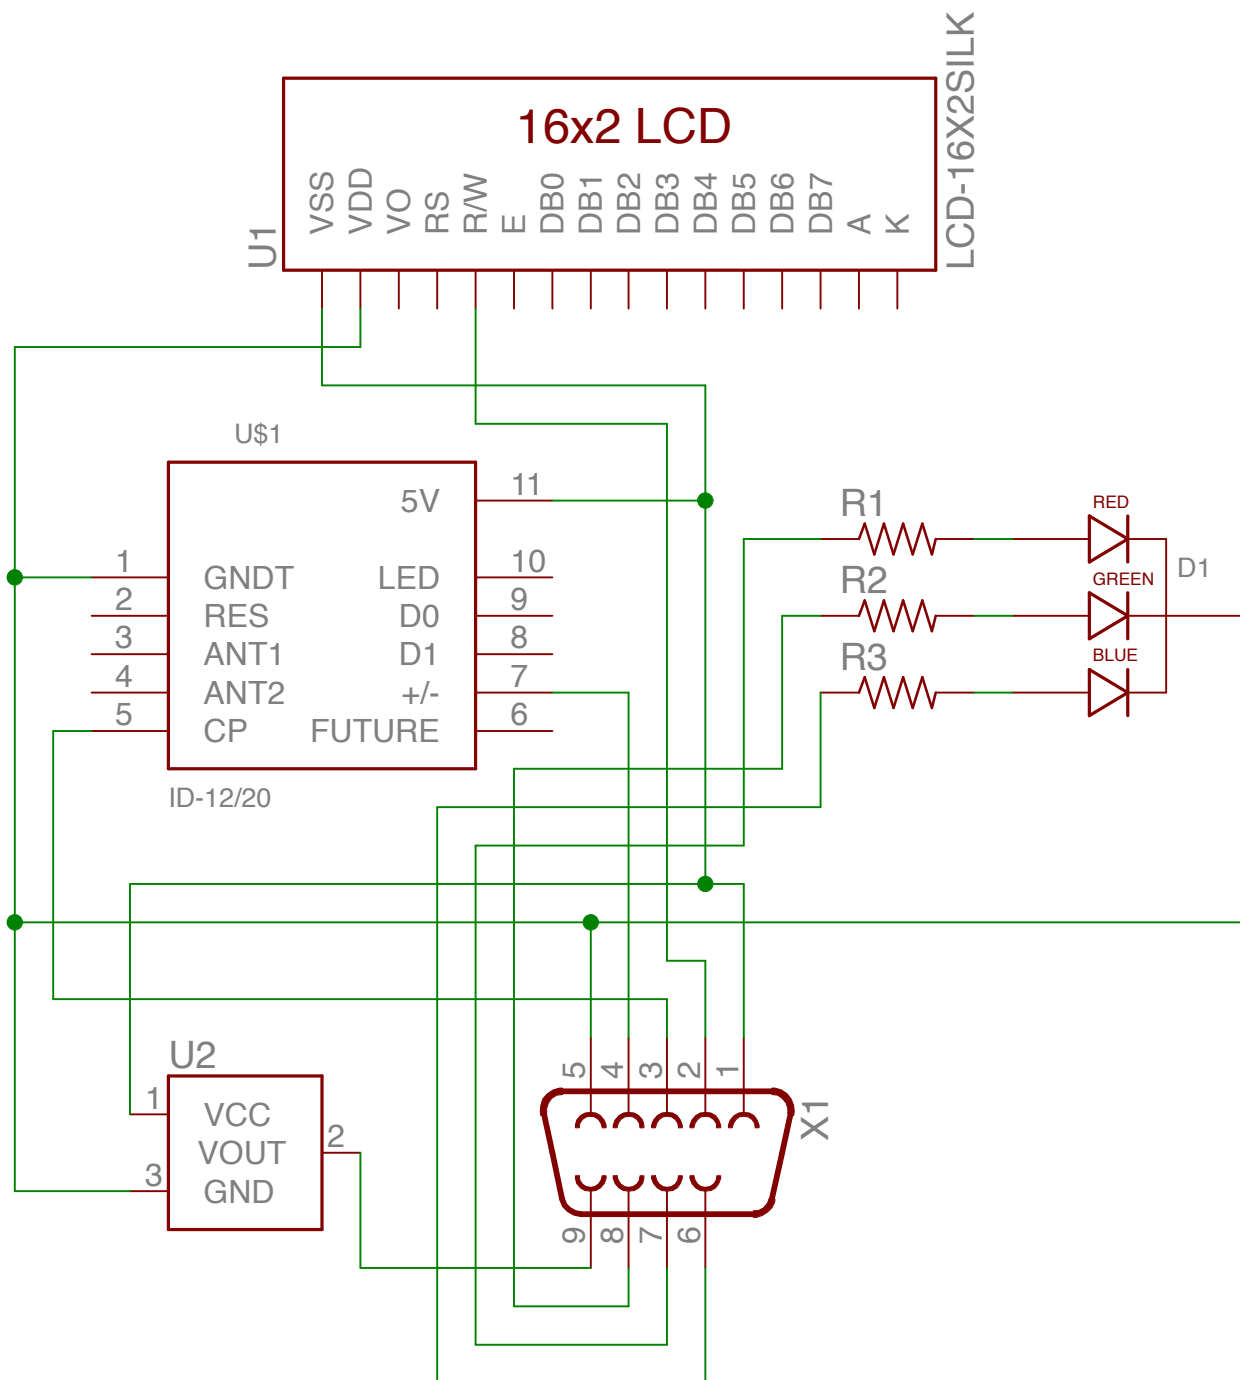 LCD-16X2SILK
16x2 LCD
VSS
VDD
VO
RS
R/W
E
DB0
DB1
DB2
DB3
DB4
DB5
DB6
DB7
A
K
U1
U$1
5V 11
1 GNDT LED 10
2 RES D0 9
3 ANT1 D1 8
4 ANT2 +/- 7
5 CP FUTURE 6
ID-12/20
R1
RED
D1
R2
GREEN
R3
BLUE
U2
1 VCC
VOUT 2
3 GND
5
4
3
2
1
X1
9
8
7
6